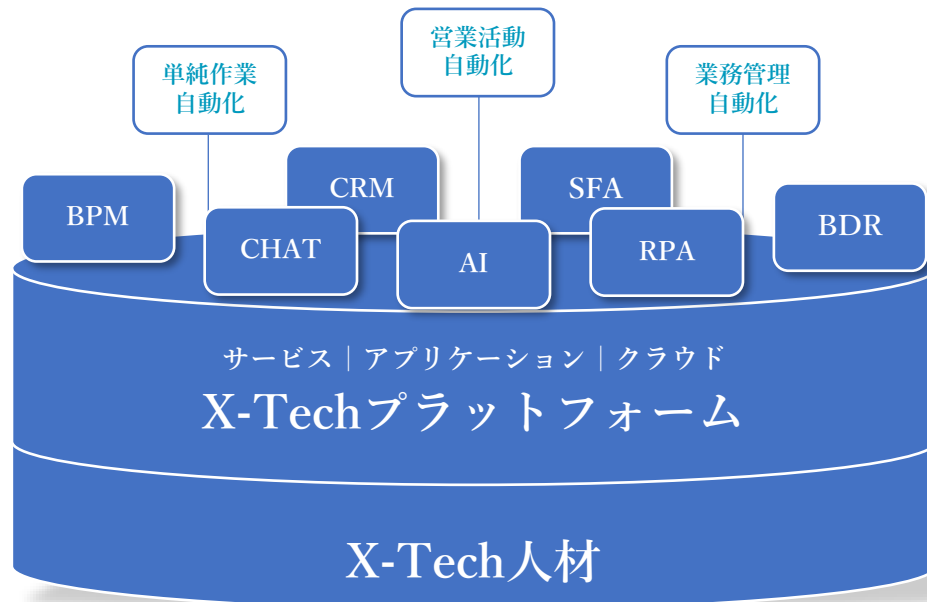 営業活動
自動化
単純作業
自動化
業務管理
自動化
CRM
SFA
BPM
BDR
CHAT
AI
RPA
サービス｜アプリケーション｜クラウド
X-Techプラットフォーム
X-Tech人材